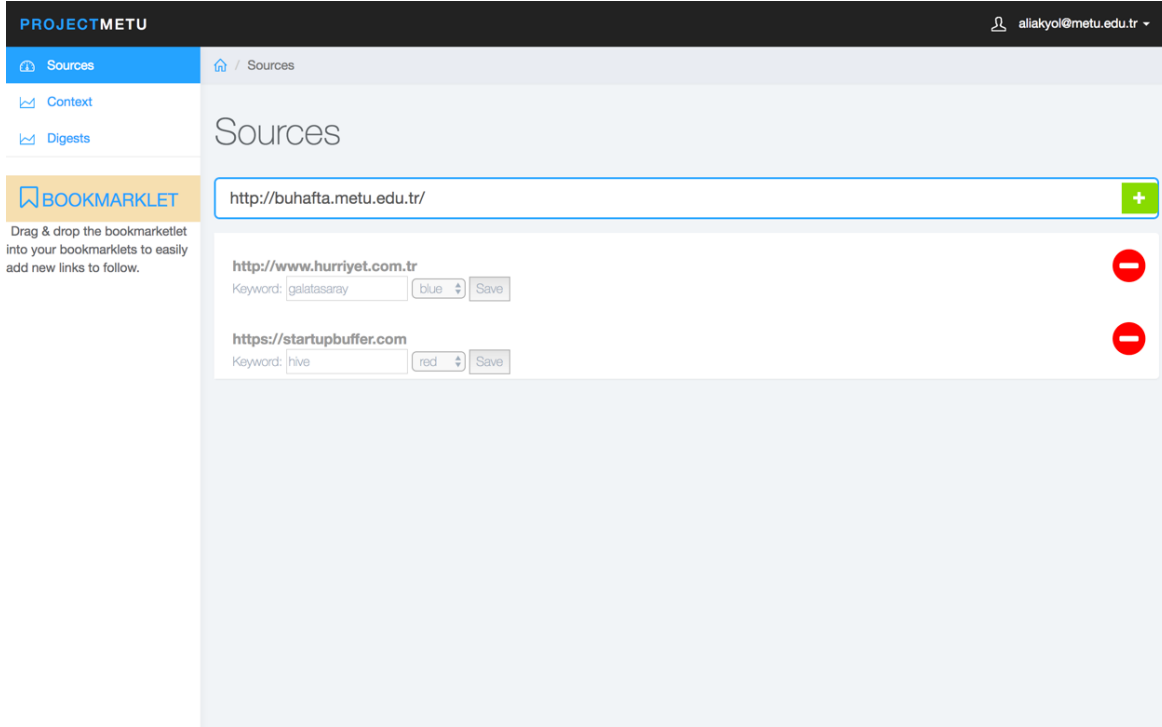 PROJECTMETU
aliakyol@metu.edu.tr
Sources
/ Sources
Context
Digests
Sources
BOOKMARKLET
Drag & drop the bookmarketlet
into your bookmarklets to easily
add new links to follow.
http://buhafta.metu.edu.tr/
http://www.hurriyet.com.tr
Keyword: galatasaray blue Save
https://startupbuffer.com
Keyword: hive red Save